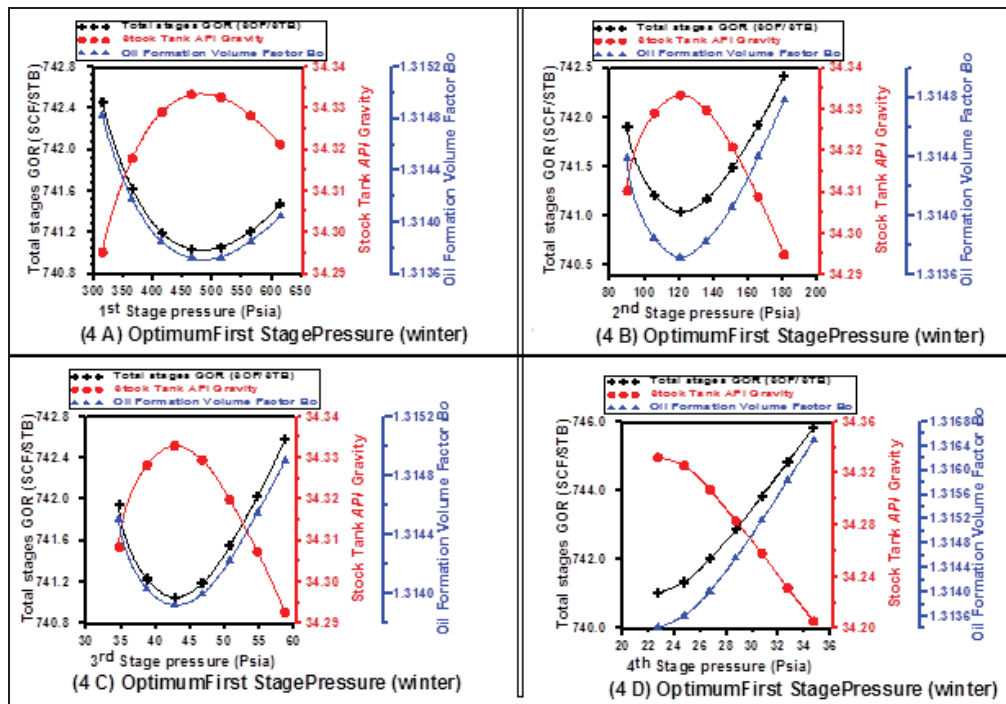 Total stages GOR (SCF/STB)
Stock Tank API Gravity
Oil Formation Volume Factor Bo
Total stages GOR (SCF/STB)
742.8
742.4
742.0
741.6
741.2
740.8
34.34
34.33
34.32
34.31
34.30
34.29
Stock Tank API Gravity
1.3152
1.3148
1.3144
1.3140
1.3136
Oil Formation Volume Factor Bo
300 350 400 450 500 550 600 650
1st Stage pressure (Psia)
(4 A) OptimumFirst StagePressure (winter)
Total stages GOR (SCF/STB)
Stock Tank API Gravity
Oil Formation Volume Factor Bo
Total stages GOR (SCF/STB)
742.5
742.0
741.5
741.0
740.5
34.34
34.33
34.32
34.31
34.30
34.29
Stock Tank API Gravity
1.3148
1.3144
1.3140
1.3136
Oil Formation Volume Factor Bo
80 100 120 140 160 180 200
2nd Stage pressure (Psia)
(4 B) OptimumFirst StagePressure (winter)
Total stages GOR (SCF/STB)
Stock Tank API Gravity
Oil Formation Volume Factor Bo
Total stages GOR (SCF/STB)
742.8
742.4
742.0
741.6
741.2
740.8
34.34
34.33
34.32
34.31
34.30
34.29
Stock Tank API Gravity
1.3152
1.3148
1.3144
1.3140
Oil Formation Volume Factor Bo
30 35 40 45 50 55 60
3rd Stage pressure (Psia)
(4 C) OptimumFirst StagePressure (winter)
Total stages GOR (SCF/STB)
Stock Tank API Gravity
Oil Formation Volume Factor Bo
Total stages GOR (SCF/STB)
746.0
744.0
742.0
740.0
34.36
34.32
34.28
34.24
34.20
Stock Tank API Gravity
1.3168
1.3164
1.3160
1.3156
1.3152
1.3148
1.3144
1.3140
1.3136
Oil Formation Volume Factor Bo
20 22 24 26 28 30 32 34 36
4th Stage pressure (Psia)
(4 D) OptimumFirst StagePressure (winter)